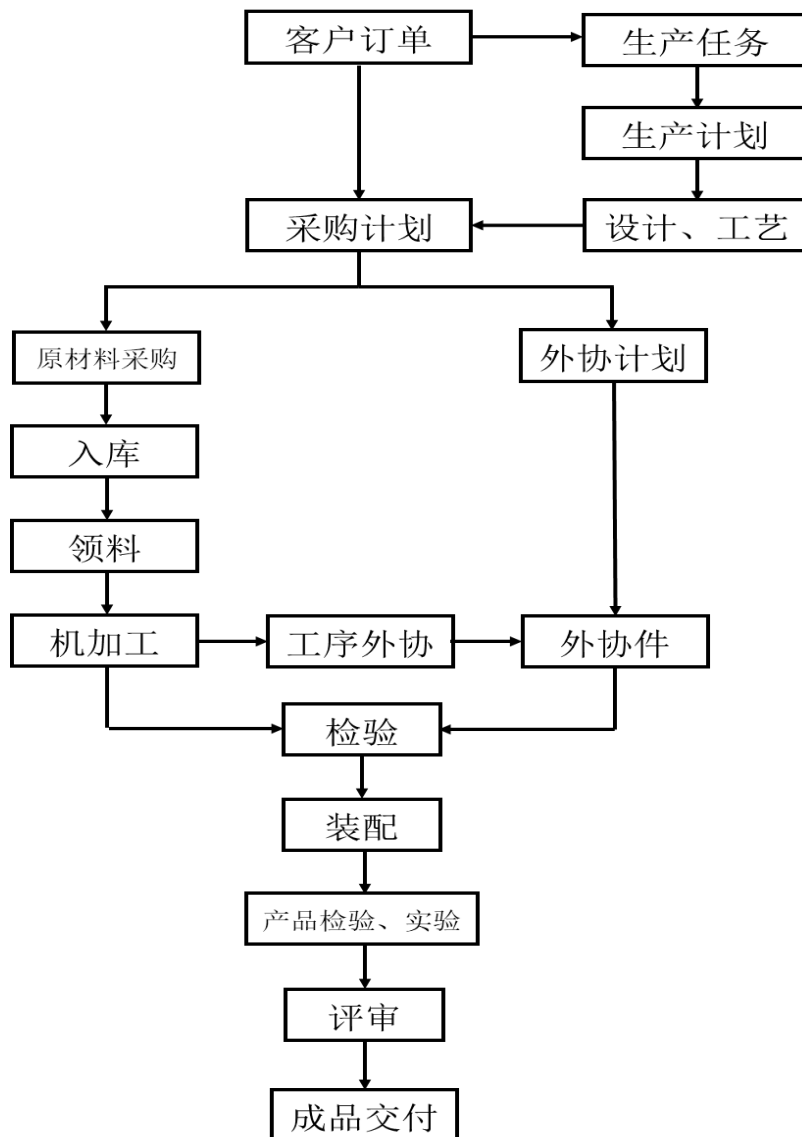 客户订单
生产任务
生产计划
采购计划
设计、工艺
原材料采购
外协计划
入库
领料
机加工
工序外协
外协件
检验
装配
产品检验、实验
评审
成品交付